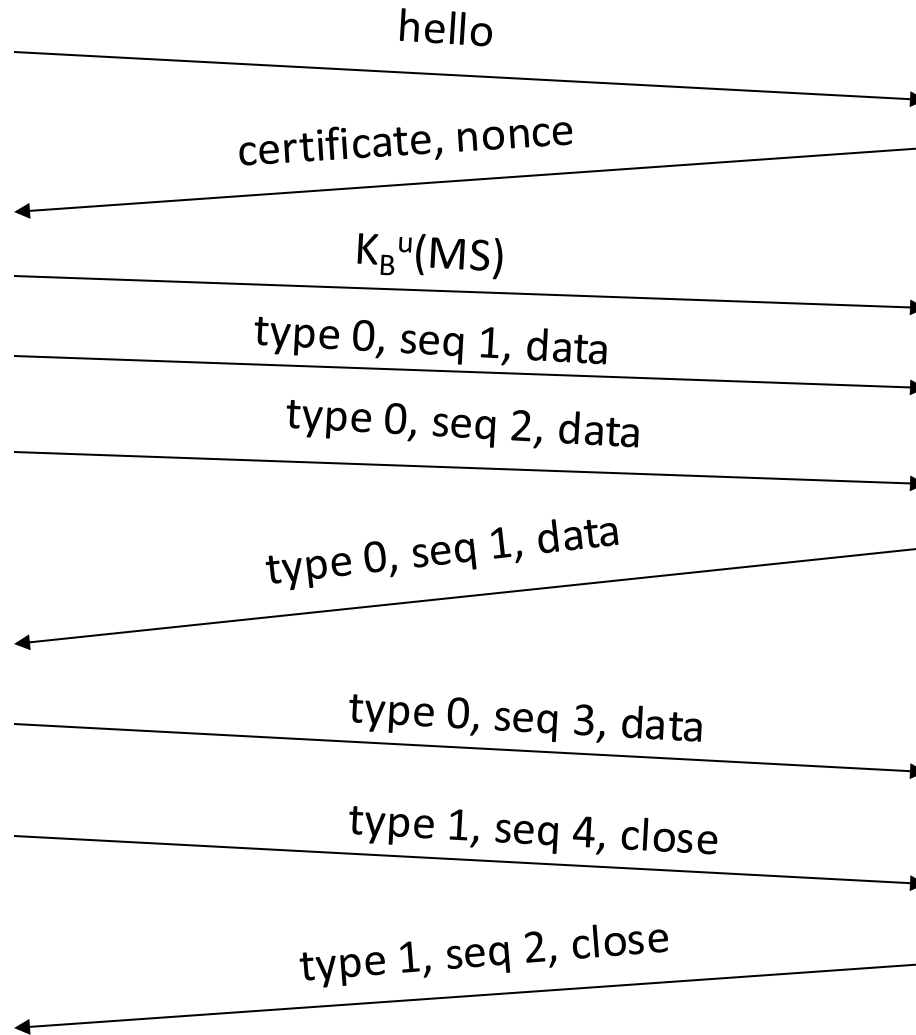 hello
certificate, nonce
K_B^u(MS)
type 0, seq 1, data
type 0, seq 2, data
type 0, seq 1, data
type 0, seq 3, data
type 1, seq 4, close
type 1, seq 2, close